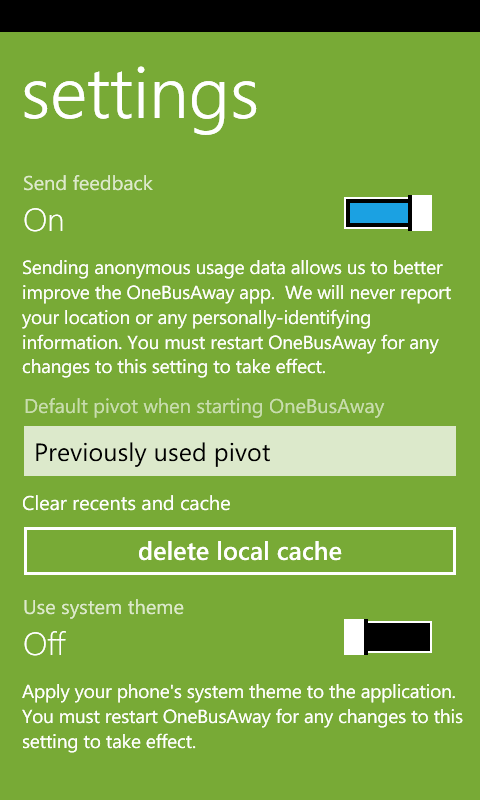 settings
Send feedback
On
Sending anonymous usage data allows us to better
improve the OneBusAway app.  We will never report
your location or any personally-identifying
information. You must restart OneBusAway for any
changes to this setting to take effect.
Default pivot when starting OneBusAway
Previously used pivot
Clear recents and cache
delete local cache
Use system theme
Off
Apply your phone's system theme to the application.
You must restart OneBusAway for any changes to this
setting to take effect.